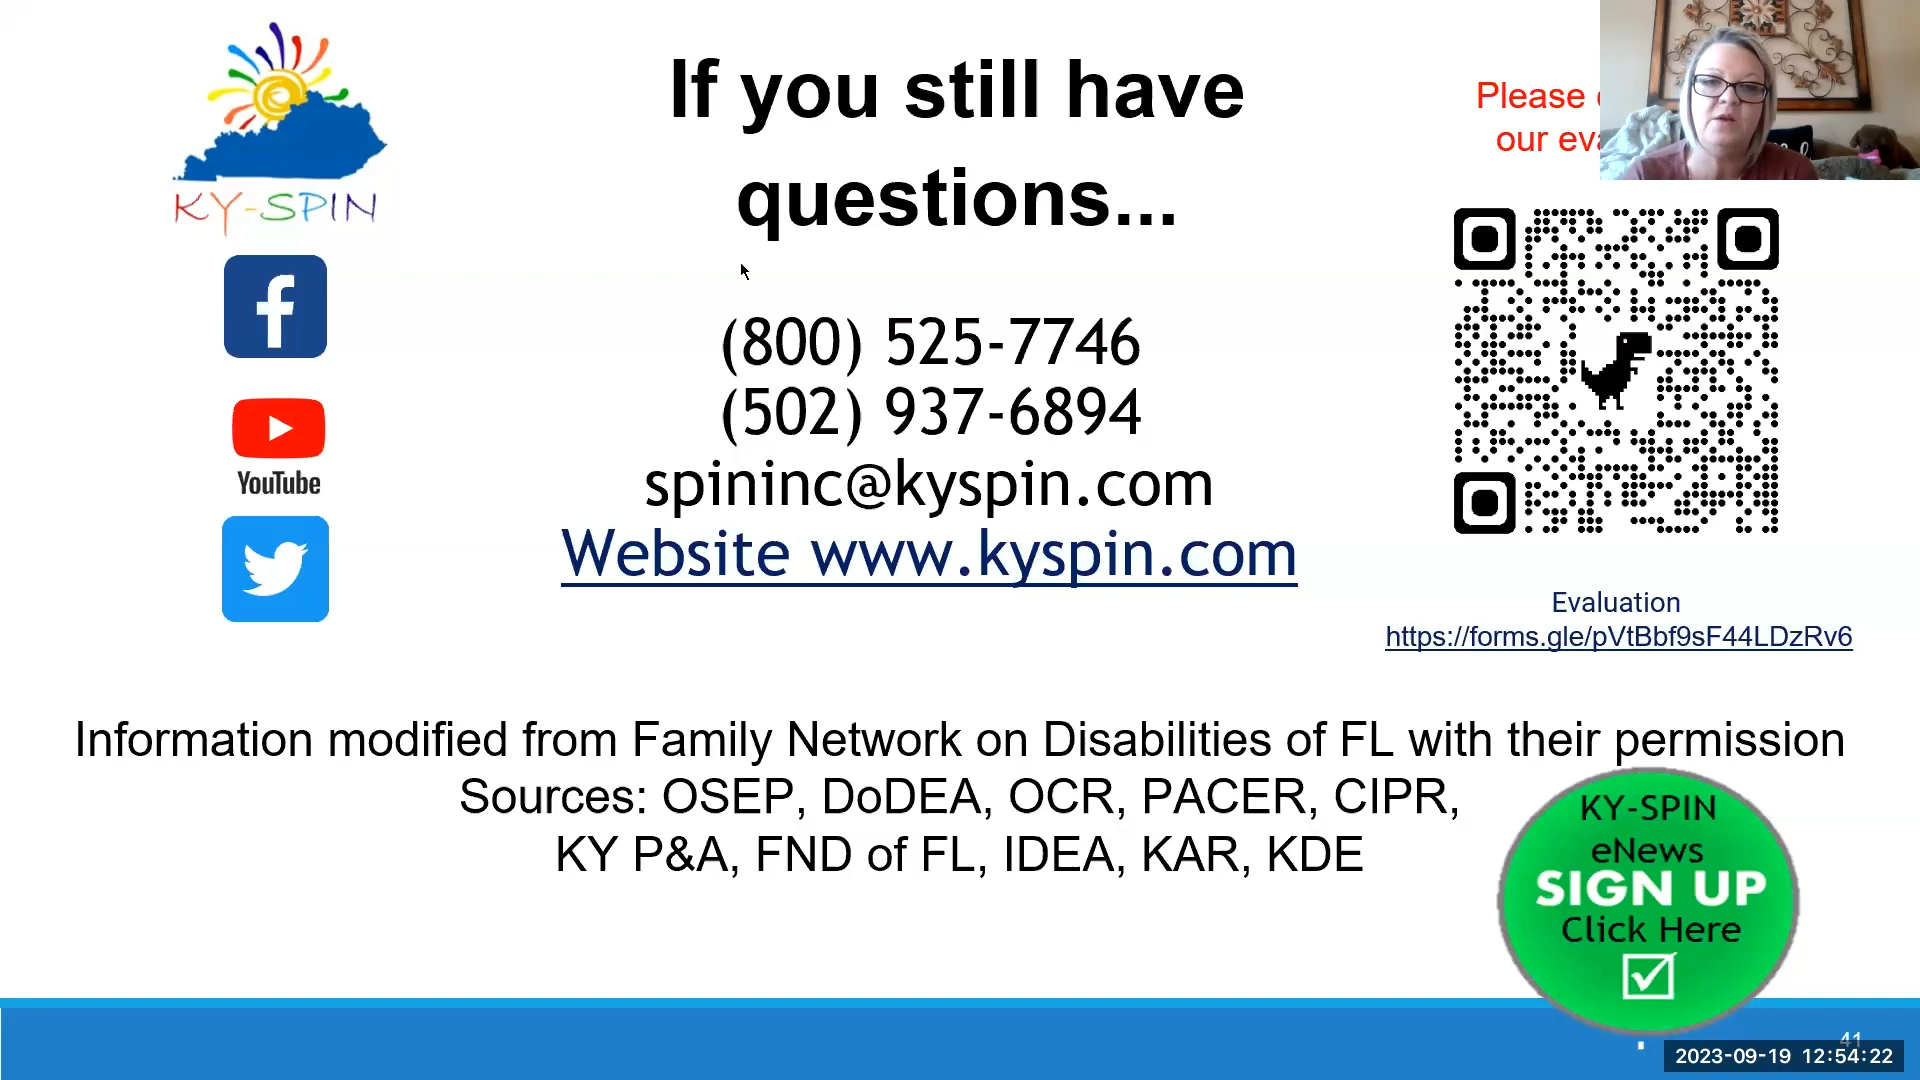 KY-SPIN
YouTube
If you still have
questions...
(800) 525-7746
(502) 937-6894
spininc@kyspin.com
Website www.kyspin.com
Please
our
Evaluation
https://forms.gle/pVtBbf9sF44LDzRv6
Information modified from Family Network on Disabilities of FL with their permission
Sources: OSEP, DoDEA, OCR, PACER, CIPR,
KY P&A, FND of FL, IDEA, KAR, KDE
KY-SPIN
eNews
SIGN UP
Click Here
41
2023-09-19 12:54:22